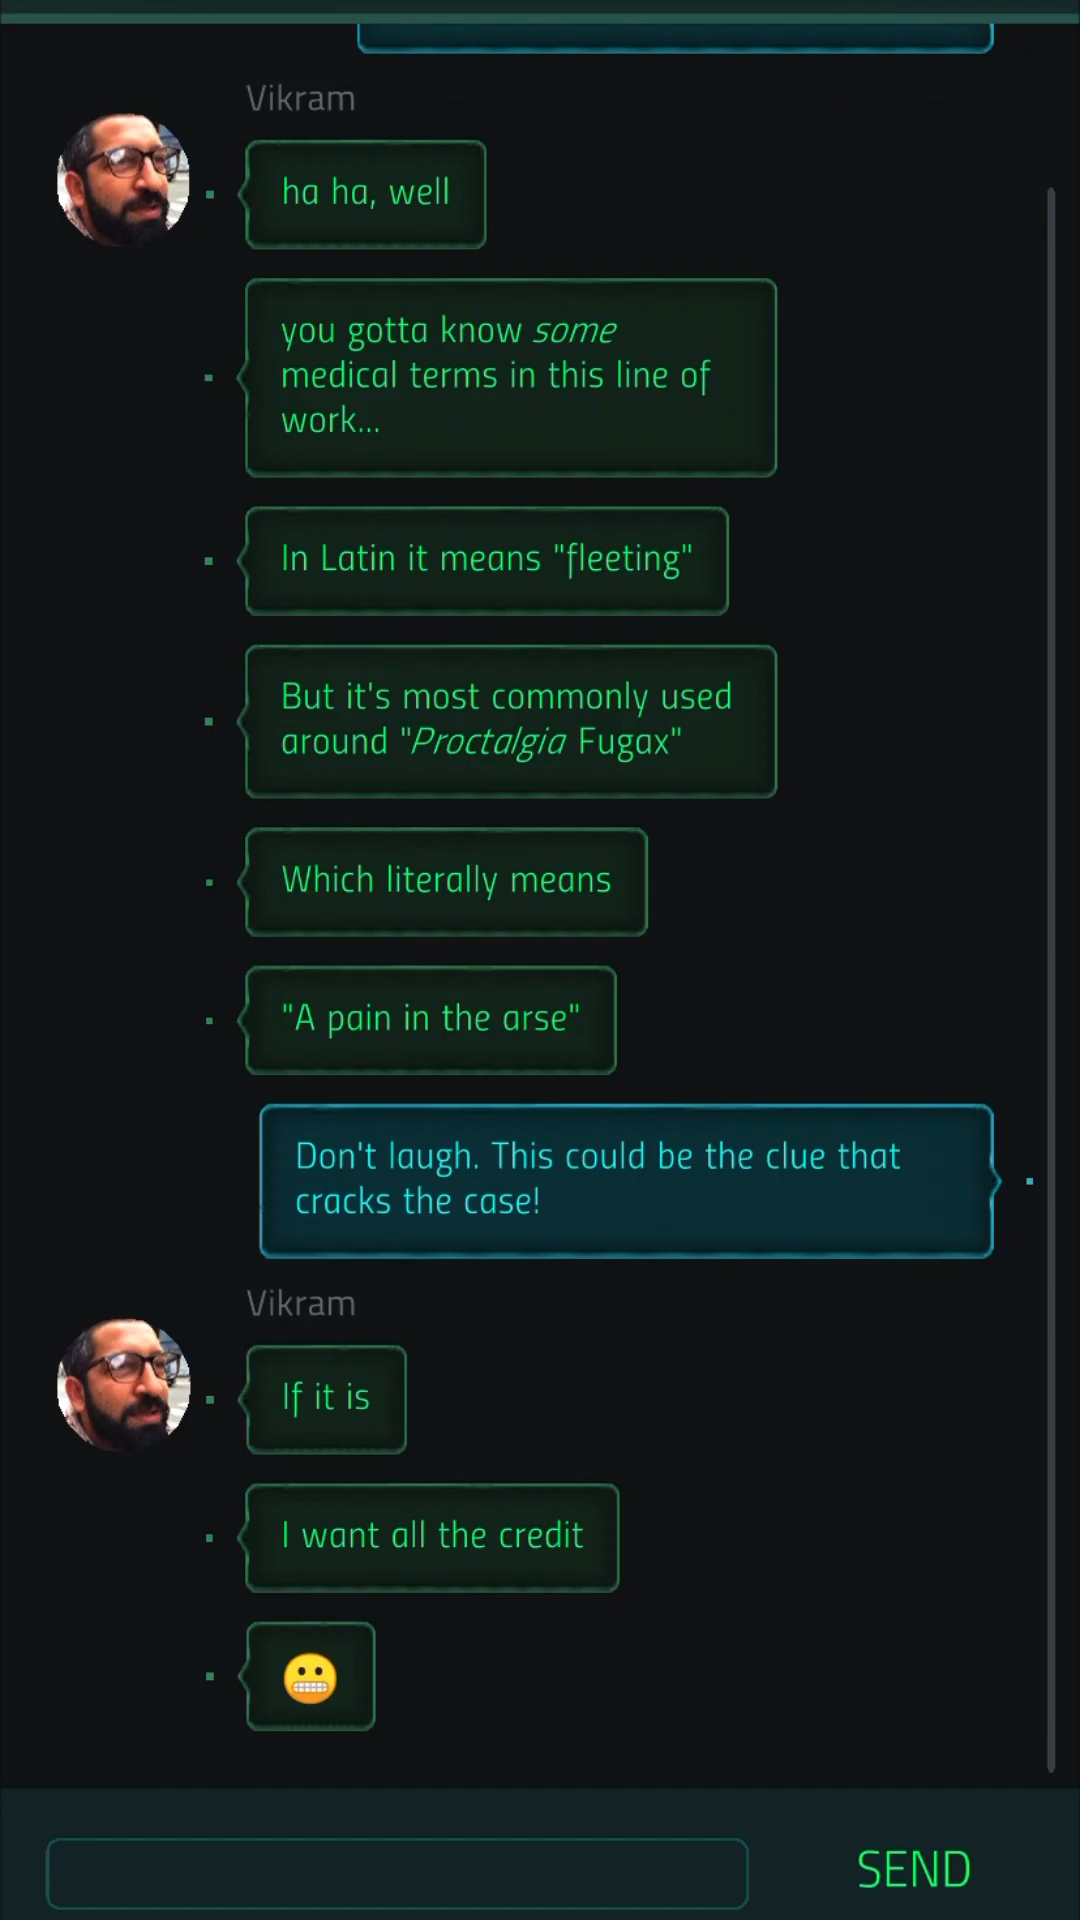 Vikram
ha ha, well
you gotta know some
medical terms in this line of
work...
In Latin it means "fleeting"
But it's most commonly used
around "Proctalgia Fugax"
Which literally means
"A pain in the arse"
Don't laugh. This could be the clue that
cracks the case!
Vikram
If it is
I want all the credit
😬
SEND